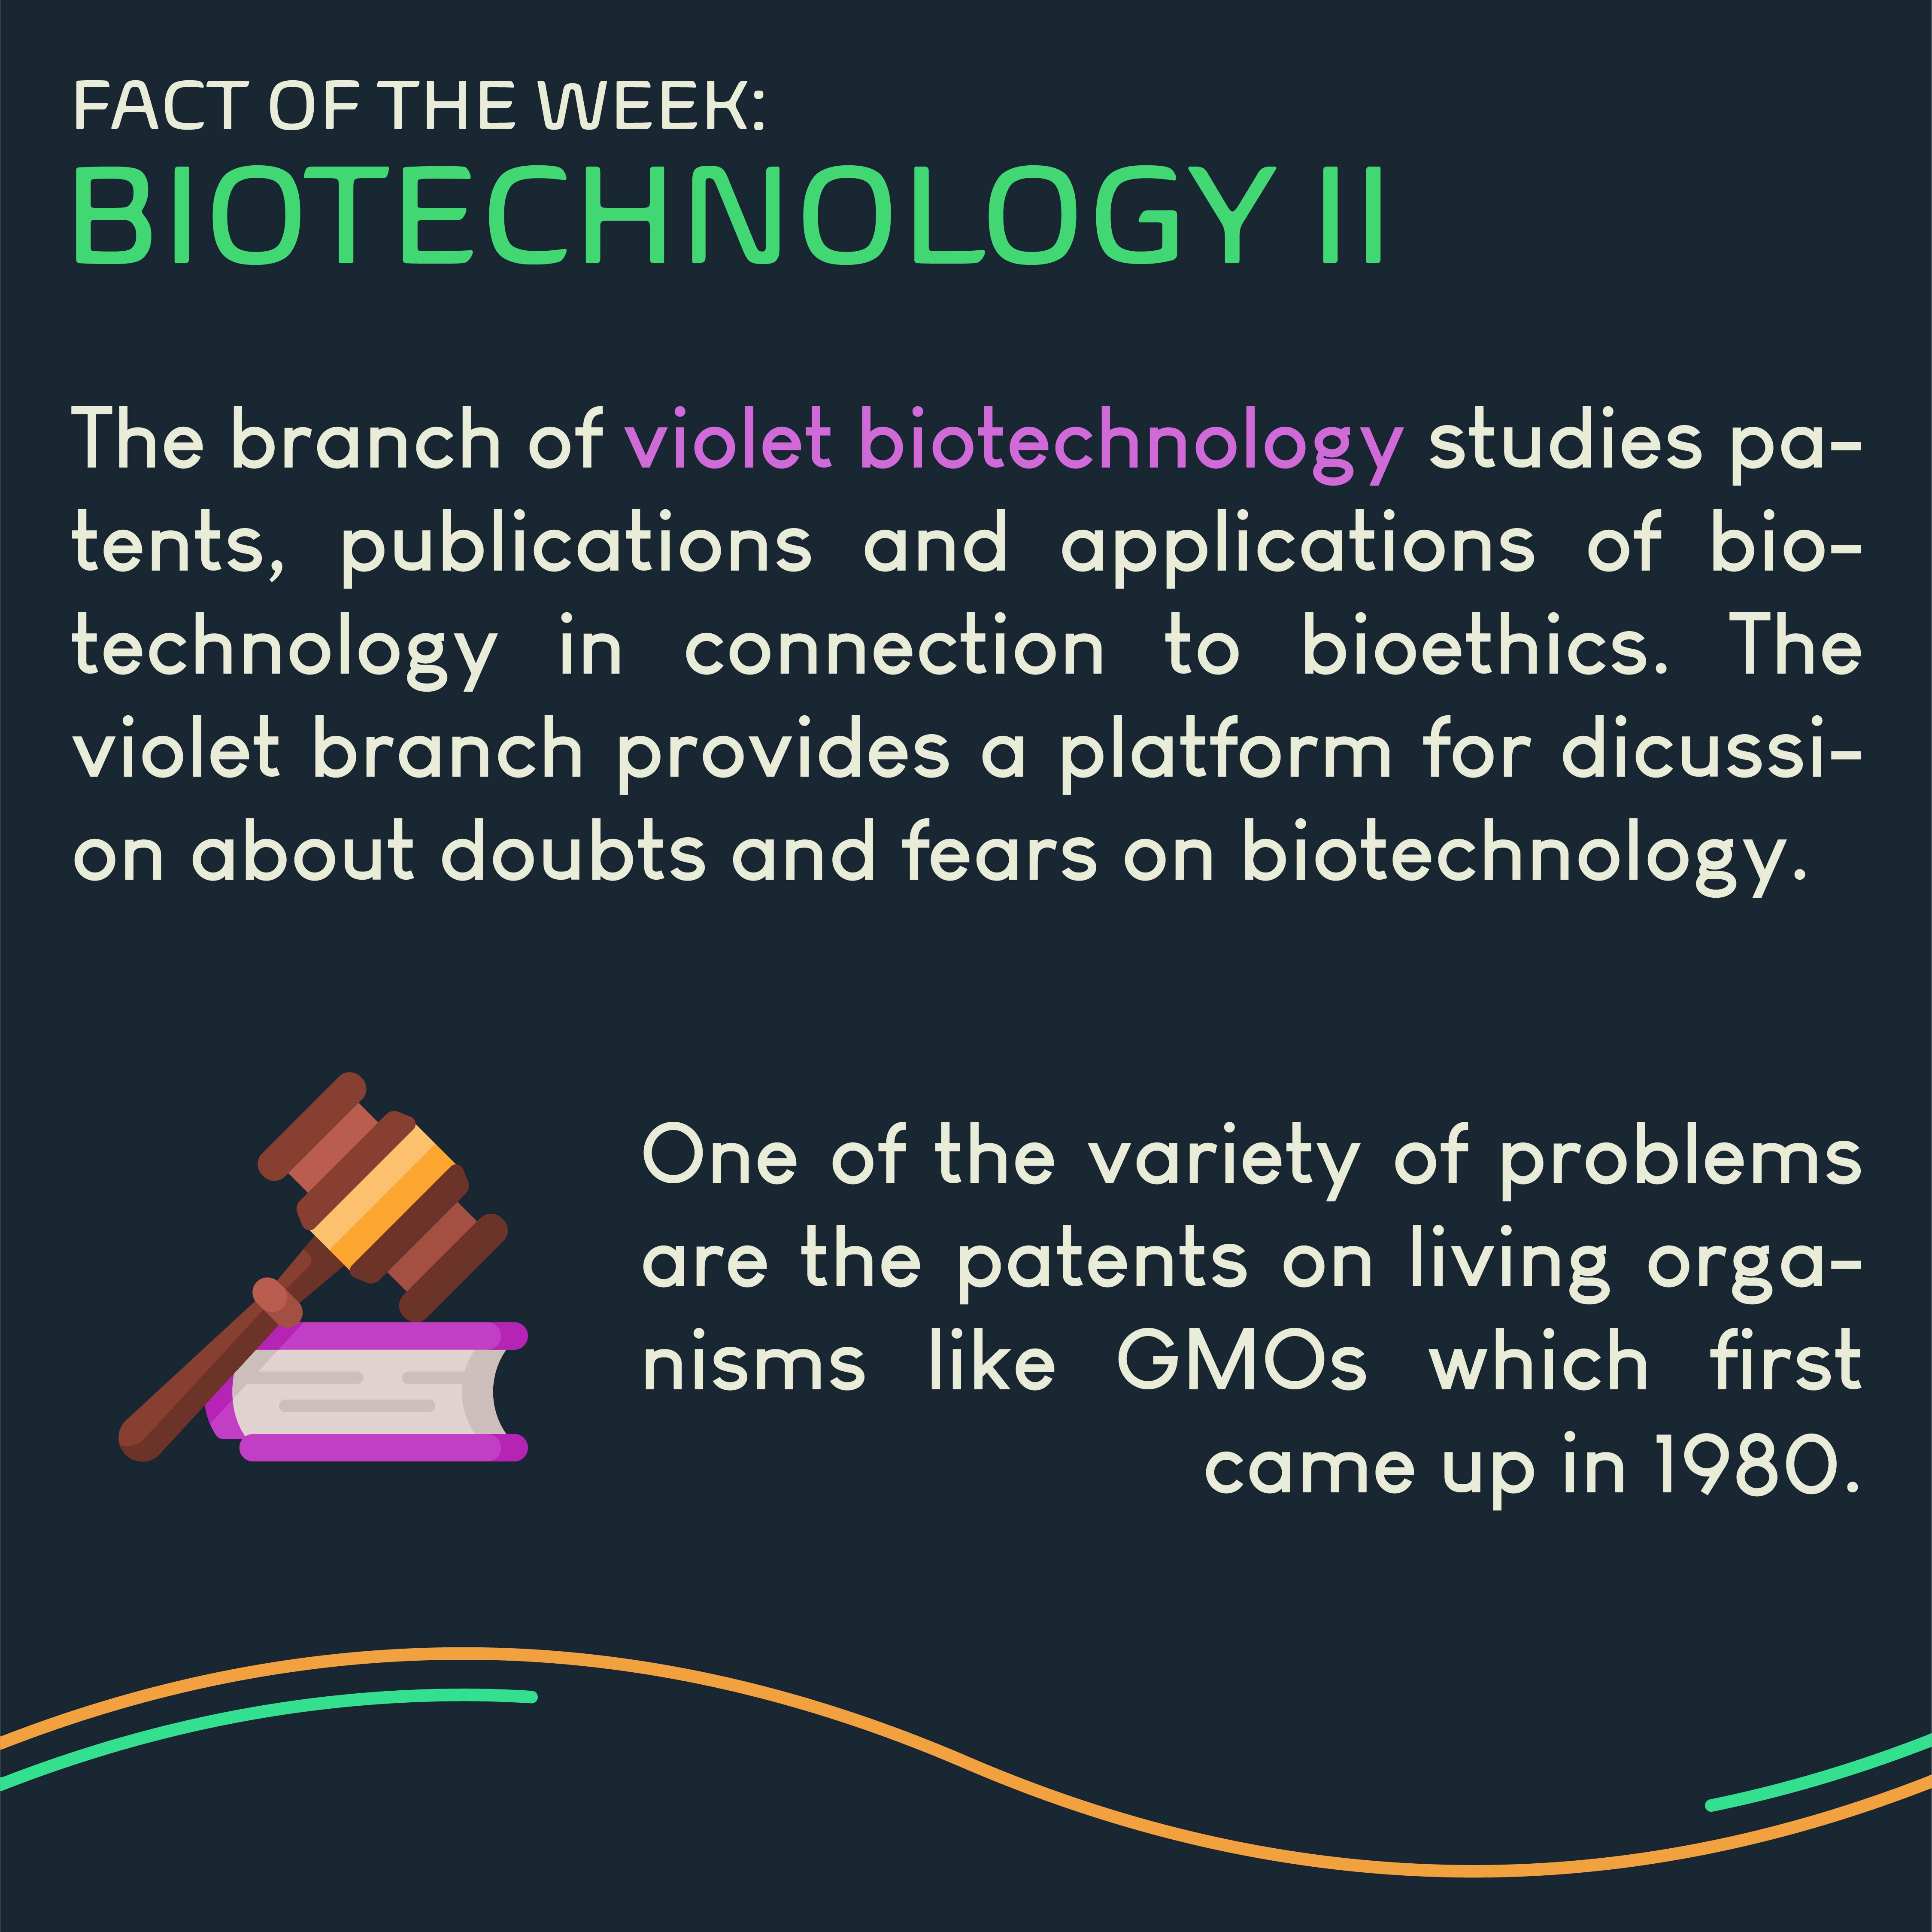 FACT OF THE WEEK:
BIOTECHNOLOGY II
The branch of violet biotechnology studies pa-
tents, publications and applications of bio-
technology in connection to bioethics. The
violet branch provides a platform for dicussi-
on about doubts and fears on biotechnology.
One of the variety of problems
are the patents on living orga-
nisms like GMOs which first
came up in 1980.